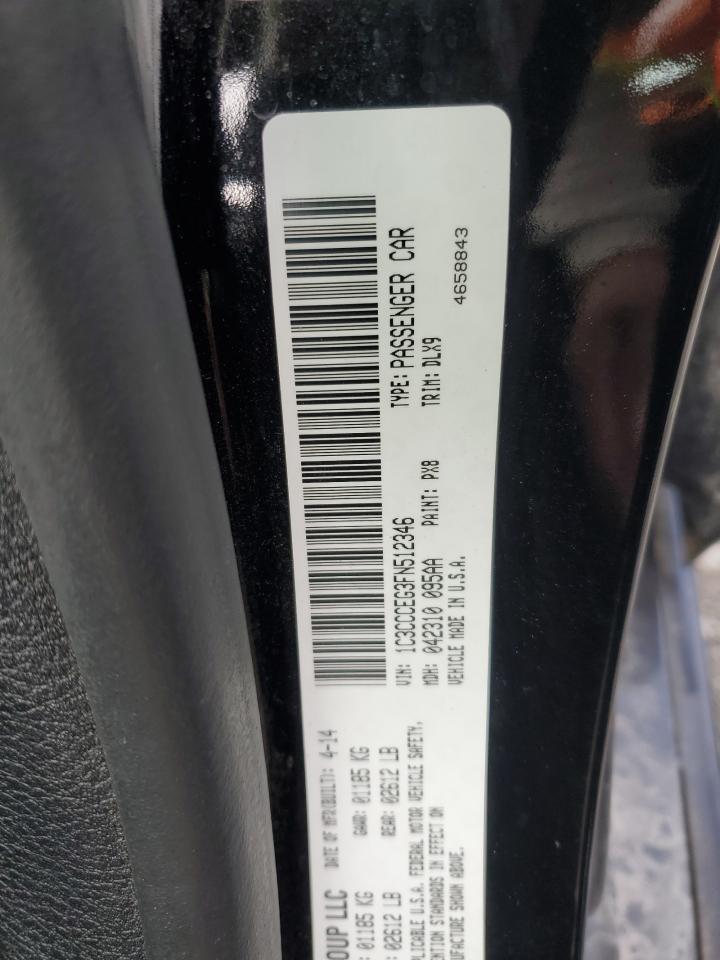 OUP LLC DATE OF MFR(BUILT): 4-14
: 01185 KG GAWR: 01185 KG
: 02612 LB REAR: 02612 LB
PLICABLE U.S.A. FEDERAL MOTOR VEHICLE SAFETY,
ENTION STANDARDS IN EFFECT ON
UFACTURE SHOWN ABOVE.
VIN: 1C3CCCEG3FN512346 TYPE: PASSENGER CAR
MDH: 042310 095AA PAINT: PX8 TRIM: DLX9
VEHICLE MADE IN U.S.A. 4658843